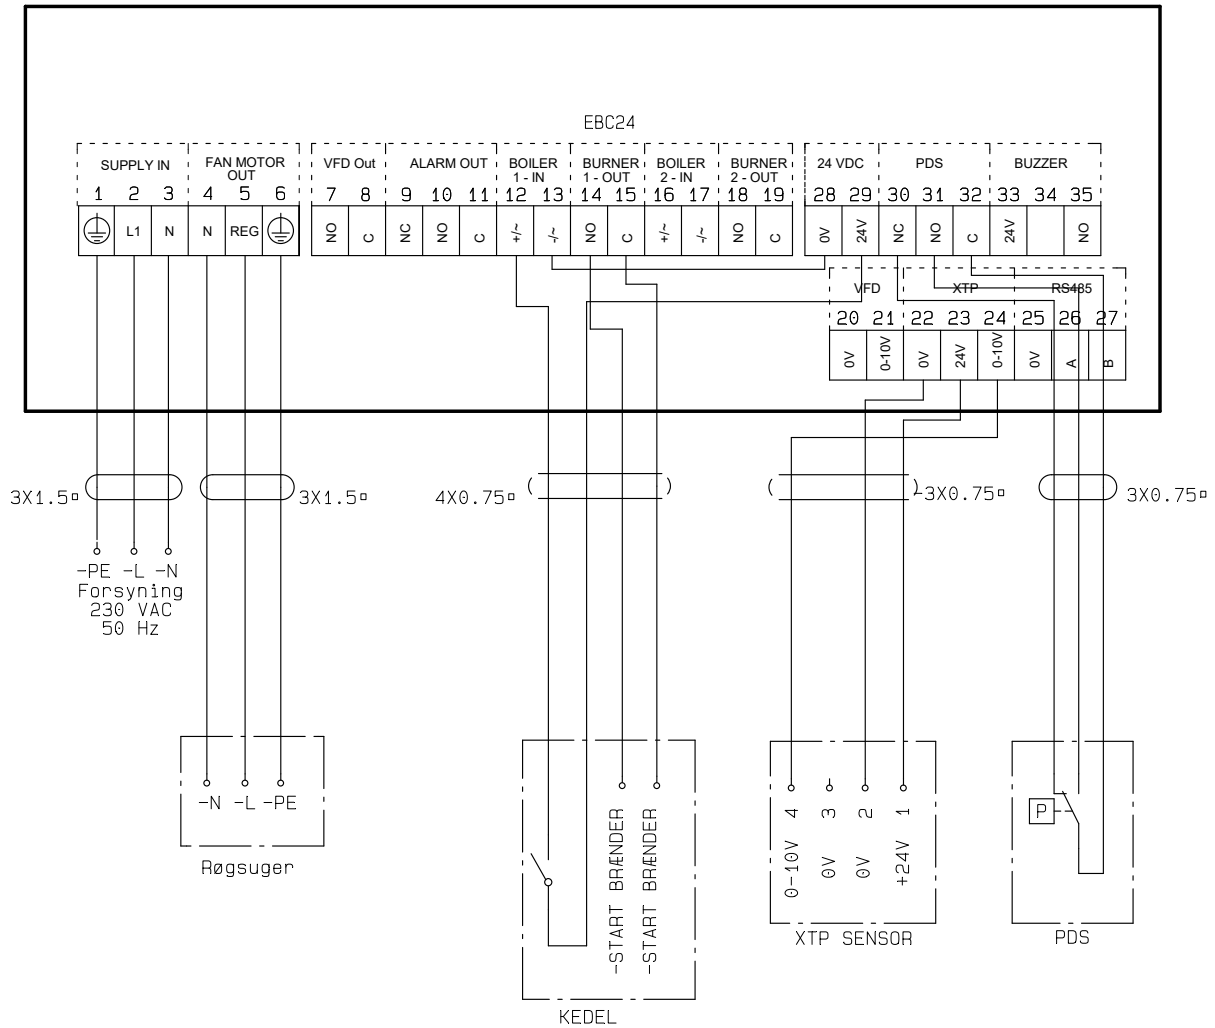 EBC24
SUPPLY IN
FAN MOTOR
OUT
VFD Out
ALARM OUT
BOILER
1 - IN
BURNER
1 - OUT
BOILER
2 - IN
BURNER
2 - OUT
24 VDC
PDS
BUZZER
1 2 3 4 5 6 7 8 9 10 11 12 13 14 15 16 17 18 19 28 29 30 31 32 33 34 35
L1 N N REG NO C NC NO C +/~ -/~ NO C +/~ -/~ NO C 0V 24V NC NO C 24V NO
VFD XTP RS485
20 21 22 23 24 25 26 27
0V 0-10V 0V 24V 0-10V 0V A B
3X1.5▫ 3X1.5▫ 4X0.75▫ 3X0.75▫ 3X0.75▫
-PE -L -N
Forsyning
230 VAC
50 Hz
-N -L -PE
Røgsuger
-START BRÆNDER
-START BRÆNDER
KEDEL
4 3 2 1
0-10V 0V 0V +24V
XTP SENSOR
P
PDS